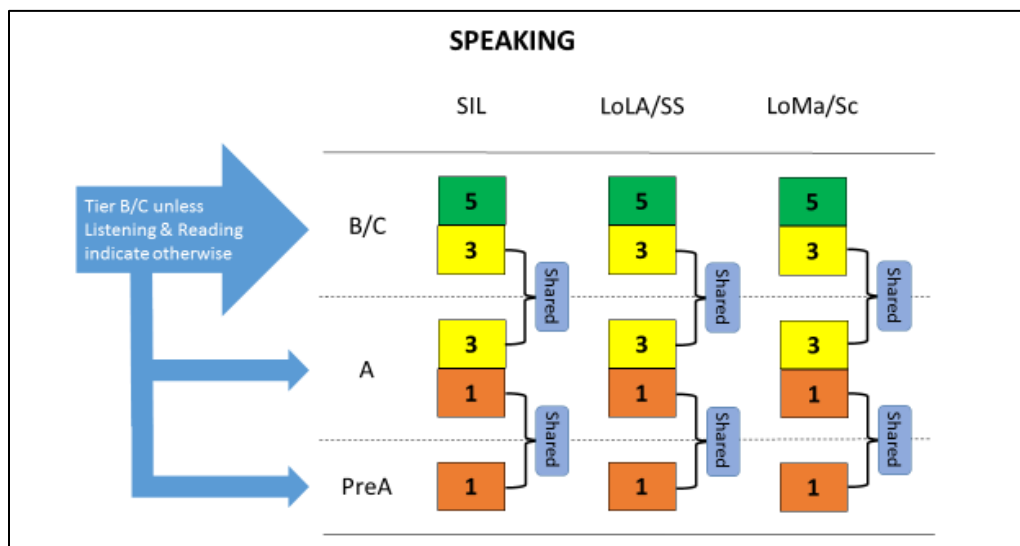 SPEAKING
SIL LoLA/SS LoMa/Sc
Tier B/C unless
Listening & Reading
indicate otherwise
B/C
5 5 5
3 3 3
Shared Shared Shared
A
3 3 3
1 1 1
Shared Shared Shared
PreA
1 1 1